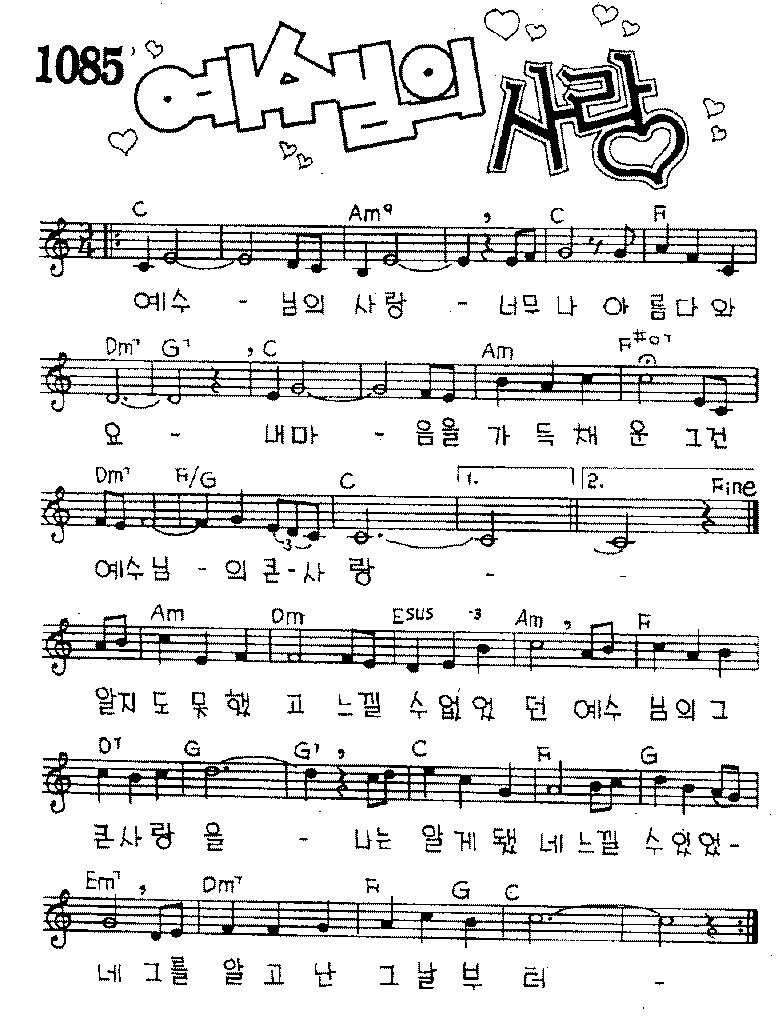 1085
예수님의 사랑
C Am9 C F
예수 - 님의 사랑 - 너무 나 아 름다 와
Dm7 G7 C Am F#o7
요 - 내마 - 음을 가 득 채 운 그건
Dm7 F/G C 1. 2. Fine
3
예수님 - 의 큰-사 랑 - -
Am Dm Esus -3 Am F
알지 도 못 했 고 느낄 수 없 었 던 예수 님의 그
D7 G G7 C F G
큰사 랑 을 - 나는 알게 됐 네 느낄 수있었-
Em7 Dm7 F G C
네 그를 알 고 난 그 날 부 터 -